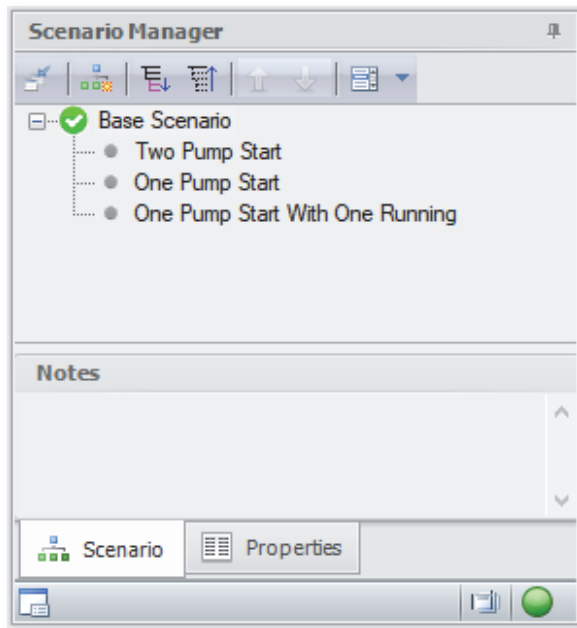 Scenario Manager
Base Scenario
Two Pump Start
One Pump Start
One Pump Start With One Running
Notes
Scenario
Properties